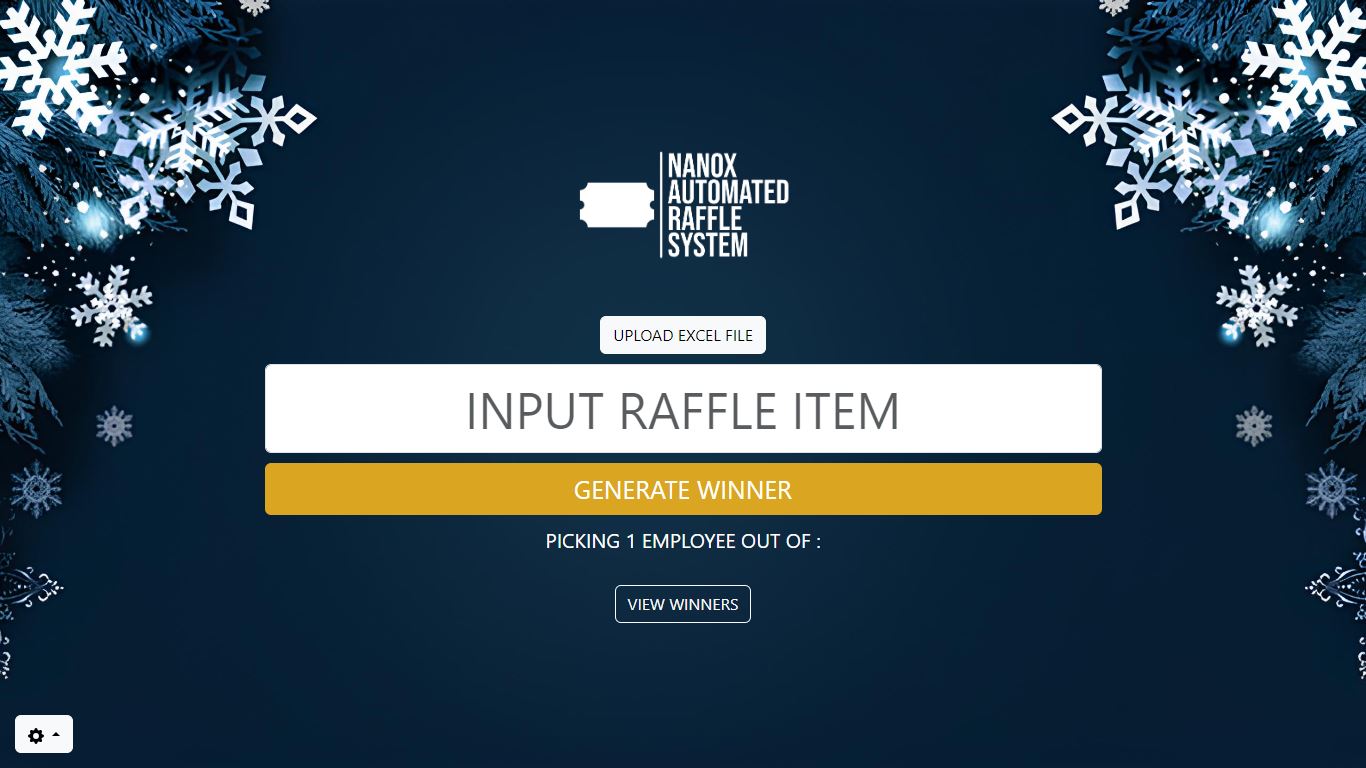 NANOX
AUTOMATED
RAFFLE
SYSTEM
UPLOAD EXCEL FILE
INPUT RAFFLE ITEM
GENERATE WINNER
PICKING 1 EMPLOYEE OUT OF :
VIEW WINNERS